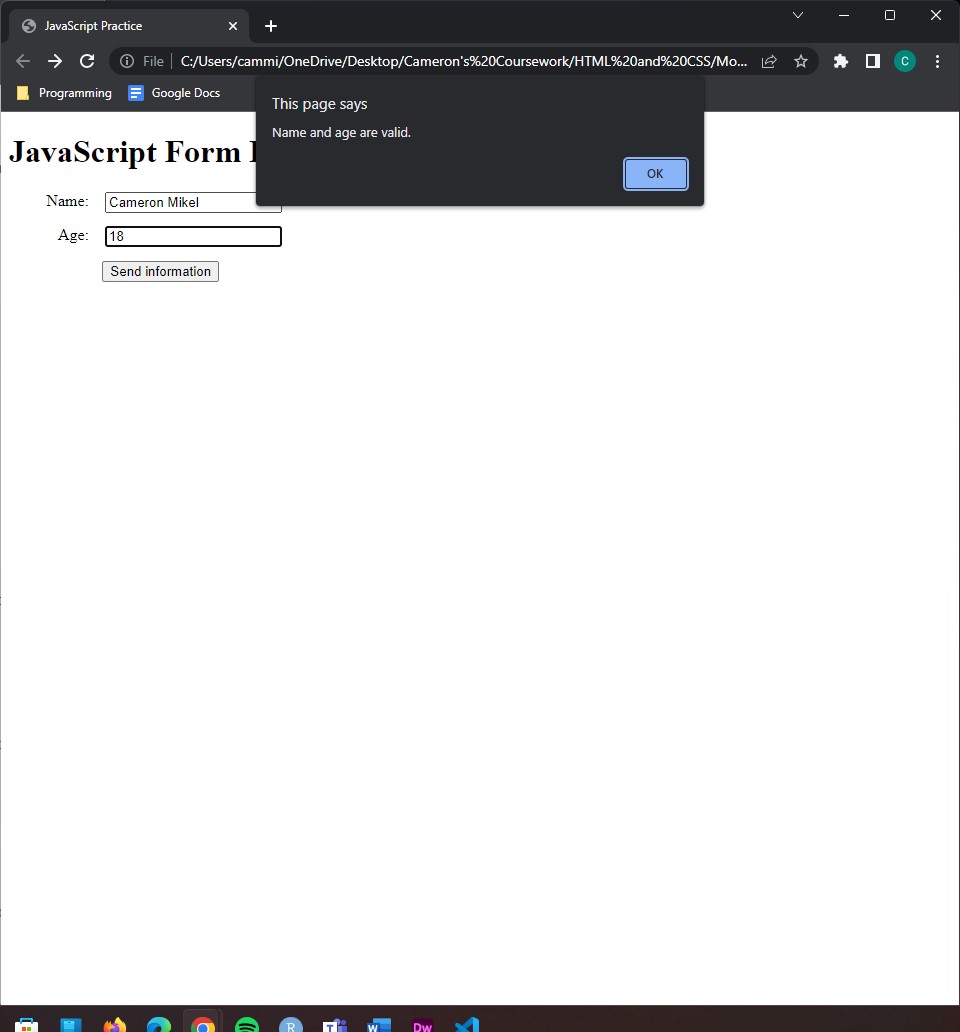 JavaScript Practice
File C:/Users/cammi/OneDrive/Desktop/Cameron's%20Coursework/HTML%20and%20CSS/Mo...
C
Programming Google Docs
This page says
Name and age are valid.
OK
JavaScript Form
Name: Cameron Mikel
Age: 18
Send information
R
T
W
Dw